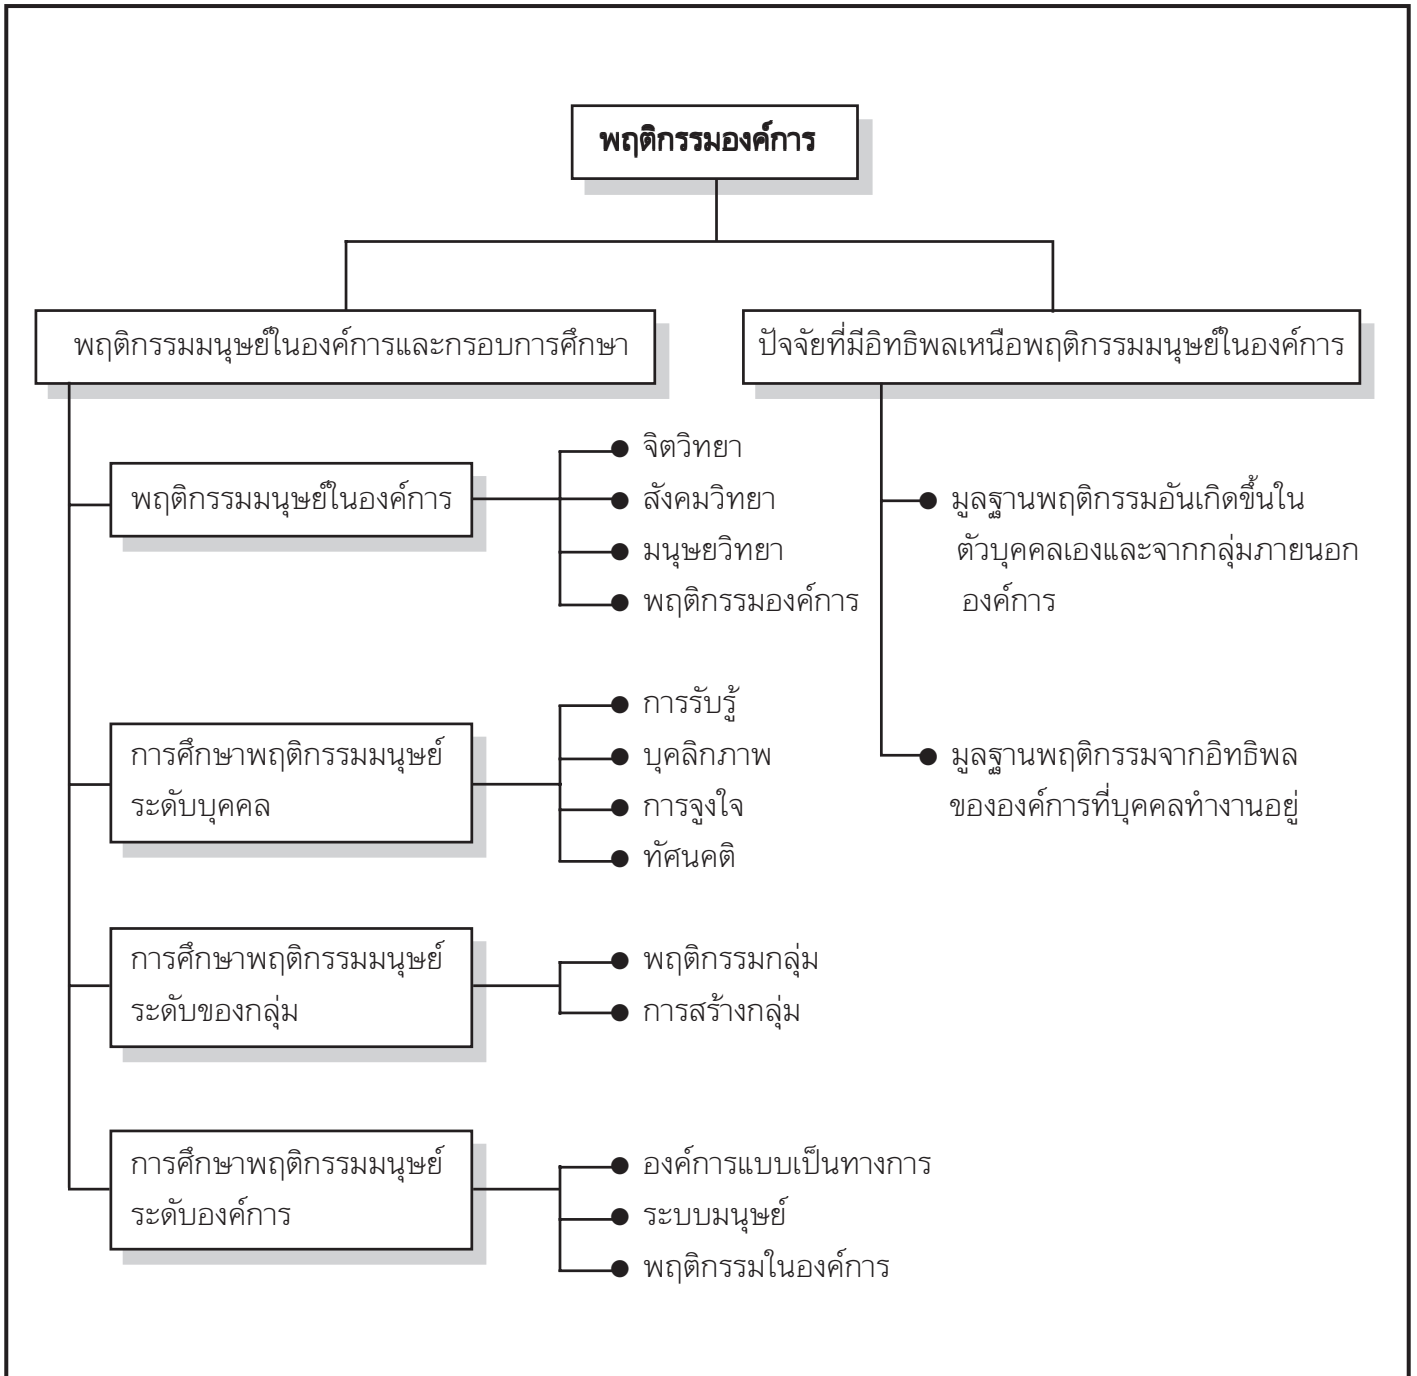 พฤติกรรมองค์การ
พฤติกรรมมนุษย์ในองค์การและกรอบการศึกษา
พฤติกรรมมนุษย์ในองค์การ
จิตวิทยา
สังคมวิทยา
มนุษยวิทยา
พฤติกรรมองค์การ
การศึกษาพฤติกรรมมนุษย์
ระดับบุคคล
การรับรู้
บุคลิกภาพ
การจูงใจ
ทัศนคติ
การศึกษาพฤติกรรมมนุษย์
ระดับของกลุ่ม
พฤติกรรมกลุ่ม
การสร้างกลุ่ม
การศึกษาพฤติกรรมมนุษย์
ระดับองค์การ
องค์การแบบเป็นทางการ
ระบบมนุษย์
พฤติกรรมในองค์การ
ปัจจัยที่มีอิทธิพลเหนือพฤติกรรมมนุษย์ในองค์การ
มูลฐานพฤติกรรมอันเกิดขึ้นใน
ตัวบุคคลเองและจากกลุ่มภายนอก
องค์การ
มูลฐานพฤติกรรมจากอิทธิพล
ขององค์การที่บุคคลทำงานอยู่